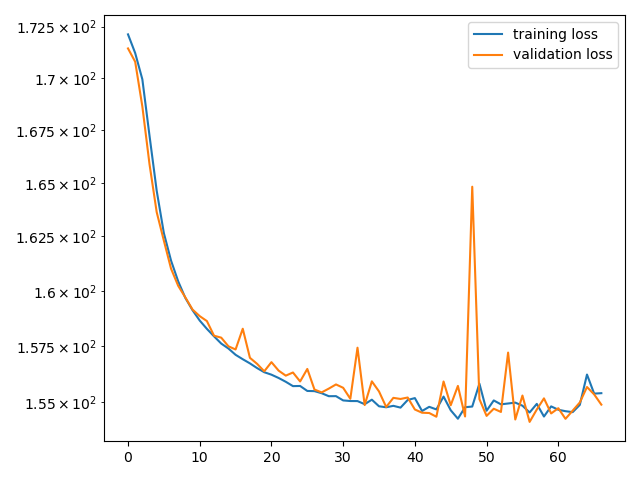 1.725 × 10²
1.7 × 10²
1.675 × 10²
1.65 × 10²
1.625 × 10²
1.6 × 10²
1.575 × 10²
1.55 × 10²
training loss
validation loss
0 10 20 30 40 50 60